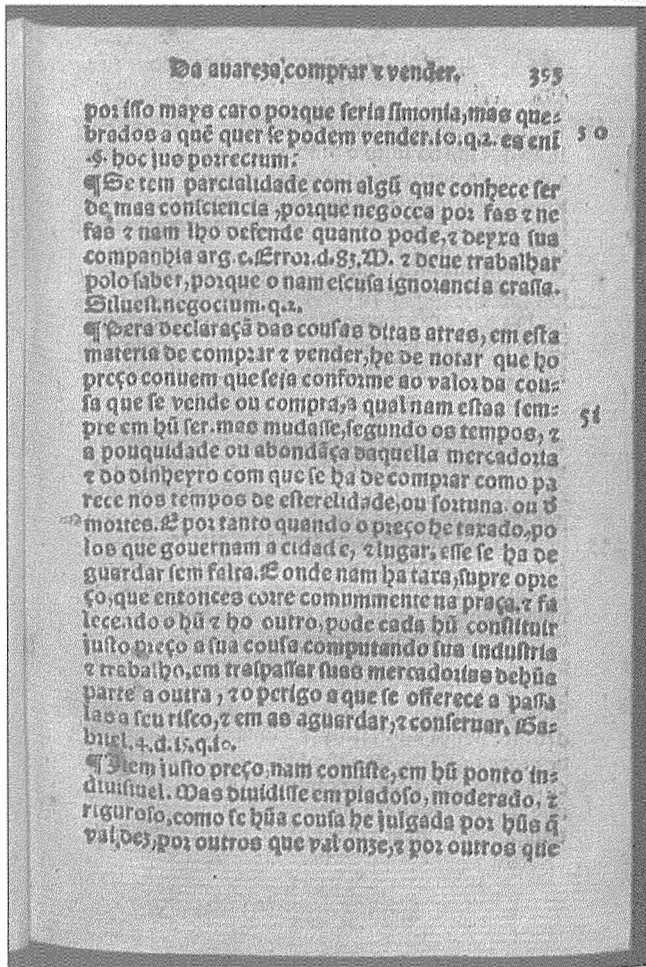 Da auareza, comprar ⁊ vender. 353
por isso mays caro porque seria simonia, mas que-
brados a quẽ quer se podem vender. 10. q.2. ea enĩ 50
.§. hoc jus porrectum:
¶ Se tem parcialidade com algũ que conhece ser
de maa consciencia, porque negocea por fas ⁊ ne
fas ⁊ nam lho defende quanto pode, ⁊ deyxa sua
companhia arg. c. Error. d. 83. M. ⁊ deue trabalhar
polo saber, porque o nam escusa ignorancia crassa.
Siluest. negocium. q.2.
¶ Pera declaraçã das cousas ditas atras, em esta
materia de comprar ⁊ vender, he de notar que ho
preço conuem que seja conforme ao valor da cou-
sa que se vende ou compra, a qual nam estaa sem- 51
pre em hũ ser. mas mudasse, segundo os tempos, ⁊
a pouquidade ou abondãça daquella mercadoria
⁊ do dinheyro com que se ha de comprar como pa
rece nos tempos de esterelidade, ou fortuna. ou d̃
mortes. E por tanto quando o preço he taxado, po
los que gouernam a cidade, ⁊ lugar, esse se ha de
guardar sem falta. E onde nam ha taxa, supre o pre
ço, que entonces corre comummente na praça. ⁊ fa
lecendo o hũ ⁊ ho outro, pode cada hũ constituir
justo preço a sua cousa computando sua industria
⁊ trabalho, em traspassar suas mercadorias de hũa
parte a outra, ⁊ o perigo a que se offerece a passa
las a seu risco, ⁊ em as aguardar, ⁊ conseruar. Ga-
briel. 4. d. 15. q. 10.
¶ Item justo preço, nam consiste, em hũ ponto in-
diuisiuel. Mas diuidisse em piadoso, moderado, ⁊
riguroso, como se hũa cousa he julgada por hũs q̃
val, dez, por outros que val onze, ⁊ por outros que